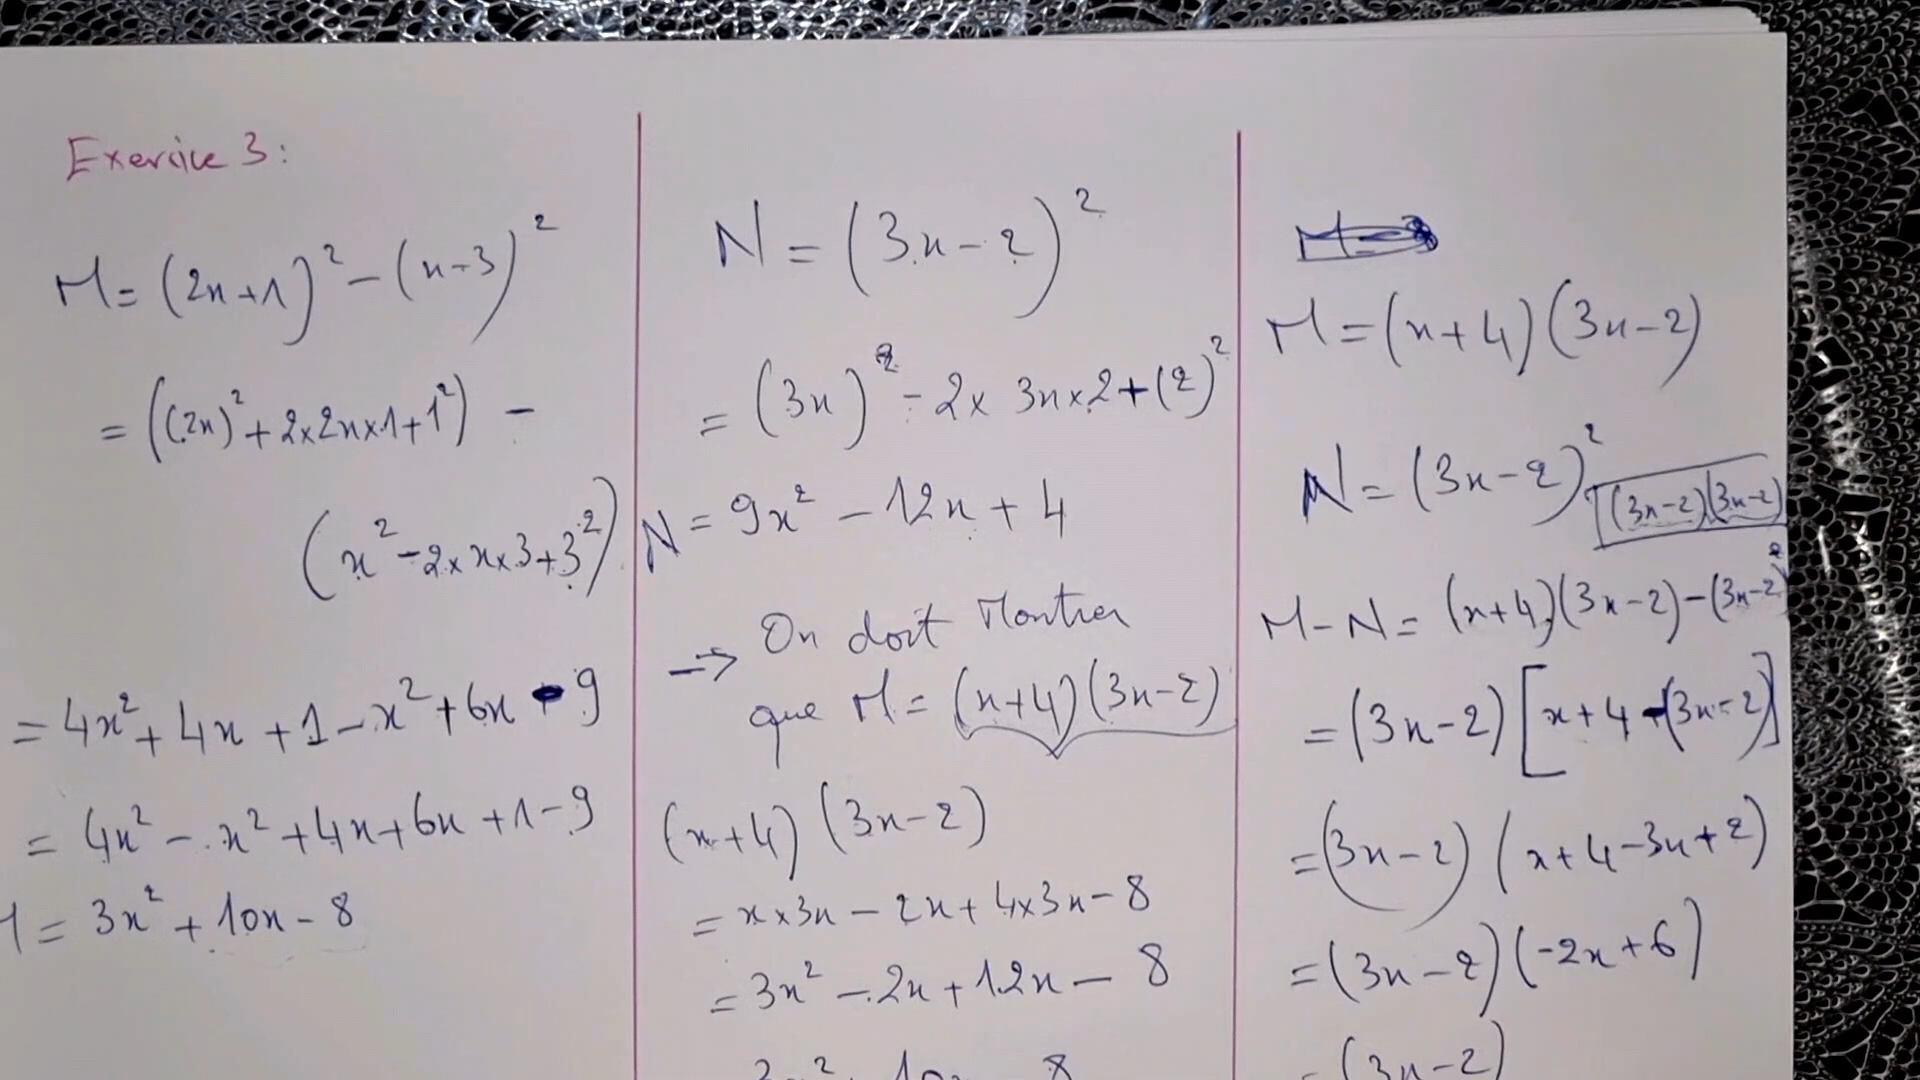 Exercice 3:
M = (2x+1)² - (x-3)²
= ((2x)² + 2×2x×1+1²) -
(x² - 2×x×3+3²)
= 4x² + 4x + 1 - x² + 6x - 9
= 4x² - x² + 4x + 6x + 1 - 9
M = 3x² + 10x - 8
N = (3x - 2)²
= (3x)² - 2× 3x×2 + (2)²
N = 9x² - 12x + 4
→ On doit Montrer
que M = (x+4)(3x-2)
(x+4)(3x-2)
= x×3x - 2x + 4×3x - 8
= 3x² - 2x + 12x - 8
M = (x+4)(3x-2)
N = (3x-2)²
(3x-2)(3x-2)
M-N = (x+4)(3x-2) - (3x-2)²
= (3x-2)[x+4-(3x-2)]
= (3x-2)(x+4-3x+2)
= (3x-2)(-2x+6)
= (3x-2)